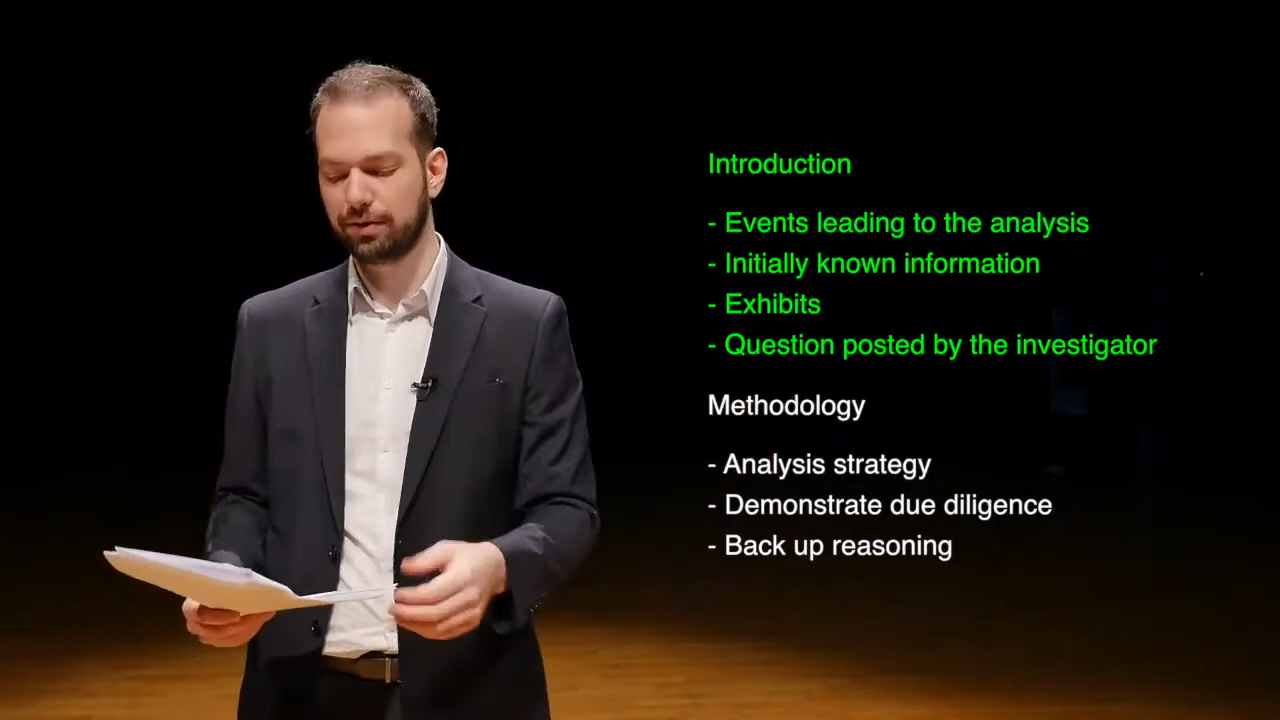 Introduction
- Events leading to the analysis
- Initially known information
- Exhibits
- Question posted by the investigator
Methodology
- Analysis strategy
- Demonstrate due diligence
- Back up reasoning